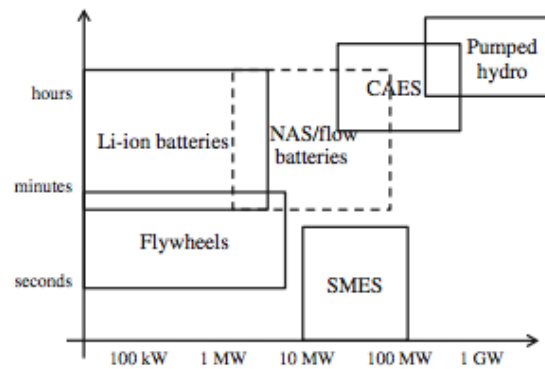 Pumped
hydro
CAES
hours
Li-ion batteries
NAS/flow
batteries
minutes
Flywheels
seconds
SMES
100 kW
1 MW
10 MW
100 MW
1 GW